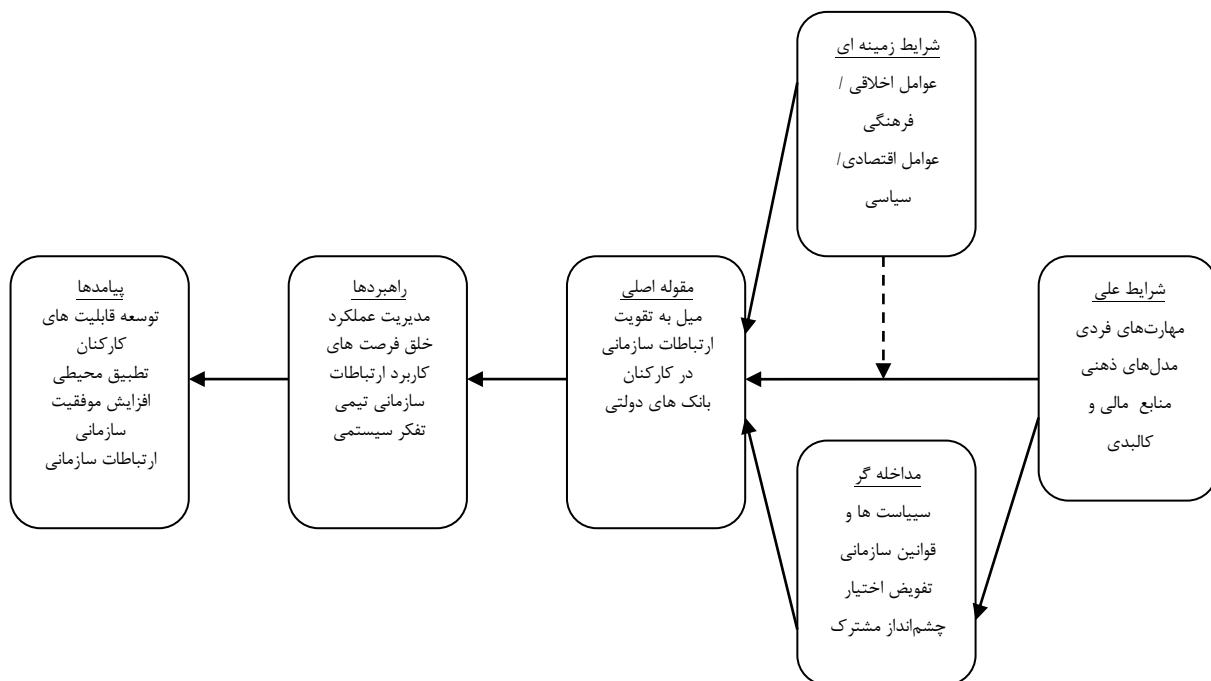 شرایط زمینه ای
عوامل اخلاقی /
فرهنگی
عوامل اقتصادی/
سیاسی
شرایط علی
مهارت‌های فردی
مدل‌های ذهنی
منابع  مالی و
کالبدی
مقوله اصلی
میل به تقویت
ارتباطات سازمانی
در کارکنان
بانک های دولتی
راهبردها
مدیریت عملکرد
خلق فرصت های
کاربرد ارتباطات
سازمانی تیمی
تفکر سیستمی
پیامدها
توسعه قابلیت های
کارکنان
تطبیق محیطی
افزایش موفقیت
سازمانی
ارتباطات سازمانی
مداخله گر
سییاست ها و
قوانین سازمانی
تفویض اختیار
چشم‌انداز مشترک